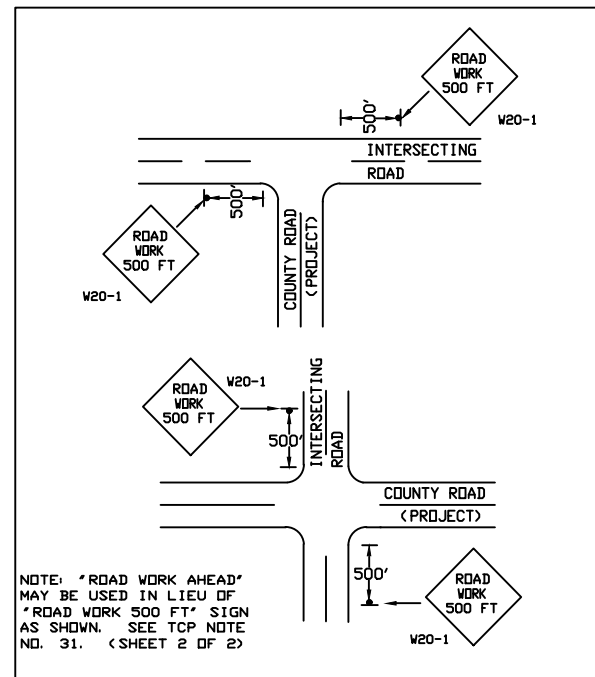 ROAD
WORK
500 FT
W20-1
500'
INTERSECTING
ROAD
500'
ROAD
WORK
500 FT
W20-1
COUNTY ROAD
(PROJECT)
ROAD
WORK
500 FT
W20-1
500'
INTERSECTING
ROAD
COUNTY ROAD
(PROJECT)
500'
ROAD
WORK
500 FT
W20-1
NOTE: "ROAD WORK AHEAD"
MAY BE USED IN LIEU OF
"ROAD WORK 500 FT" SIGN
AS SHOWN. SEE TCP NOTE
NO. 31. (SHEET 2 OF 2)